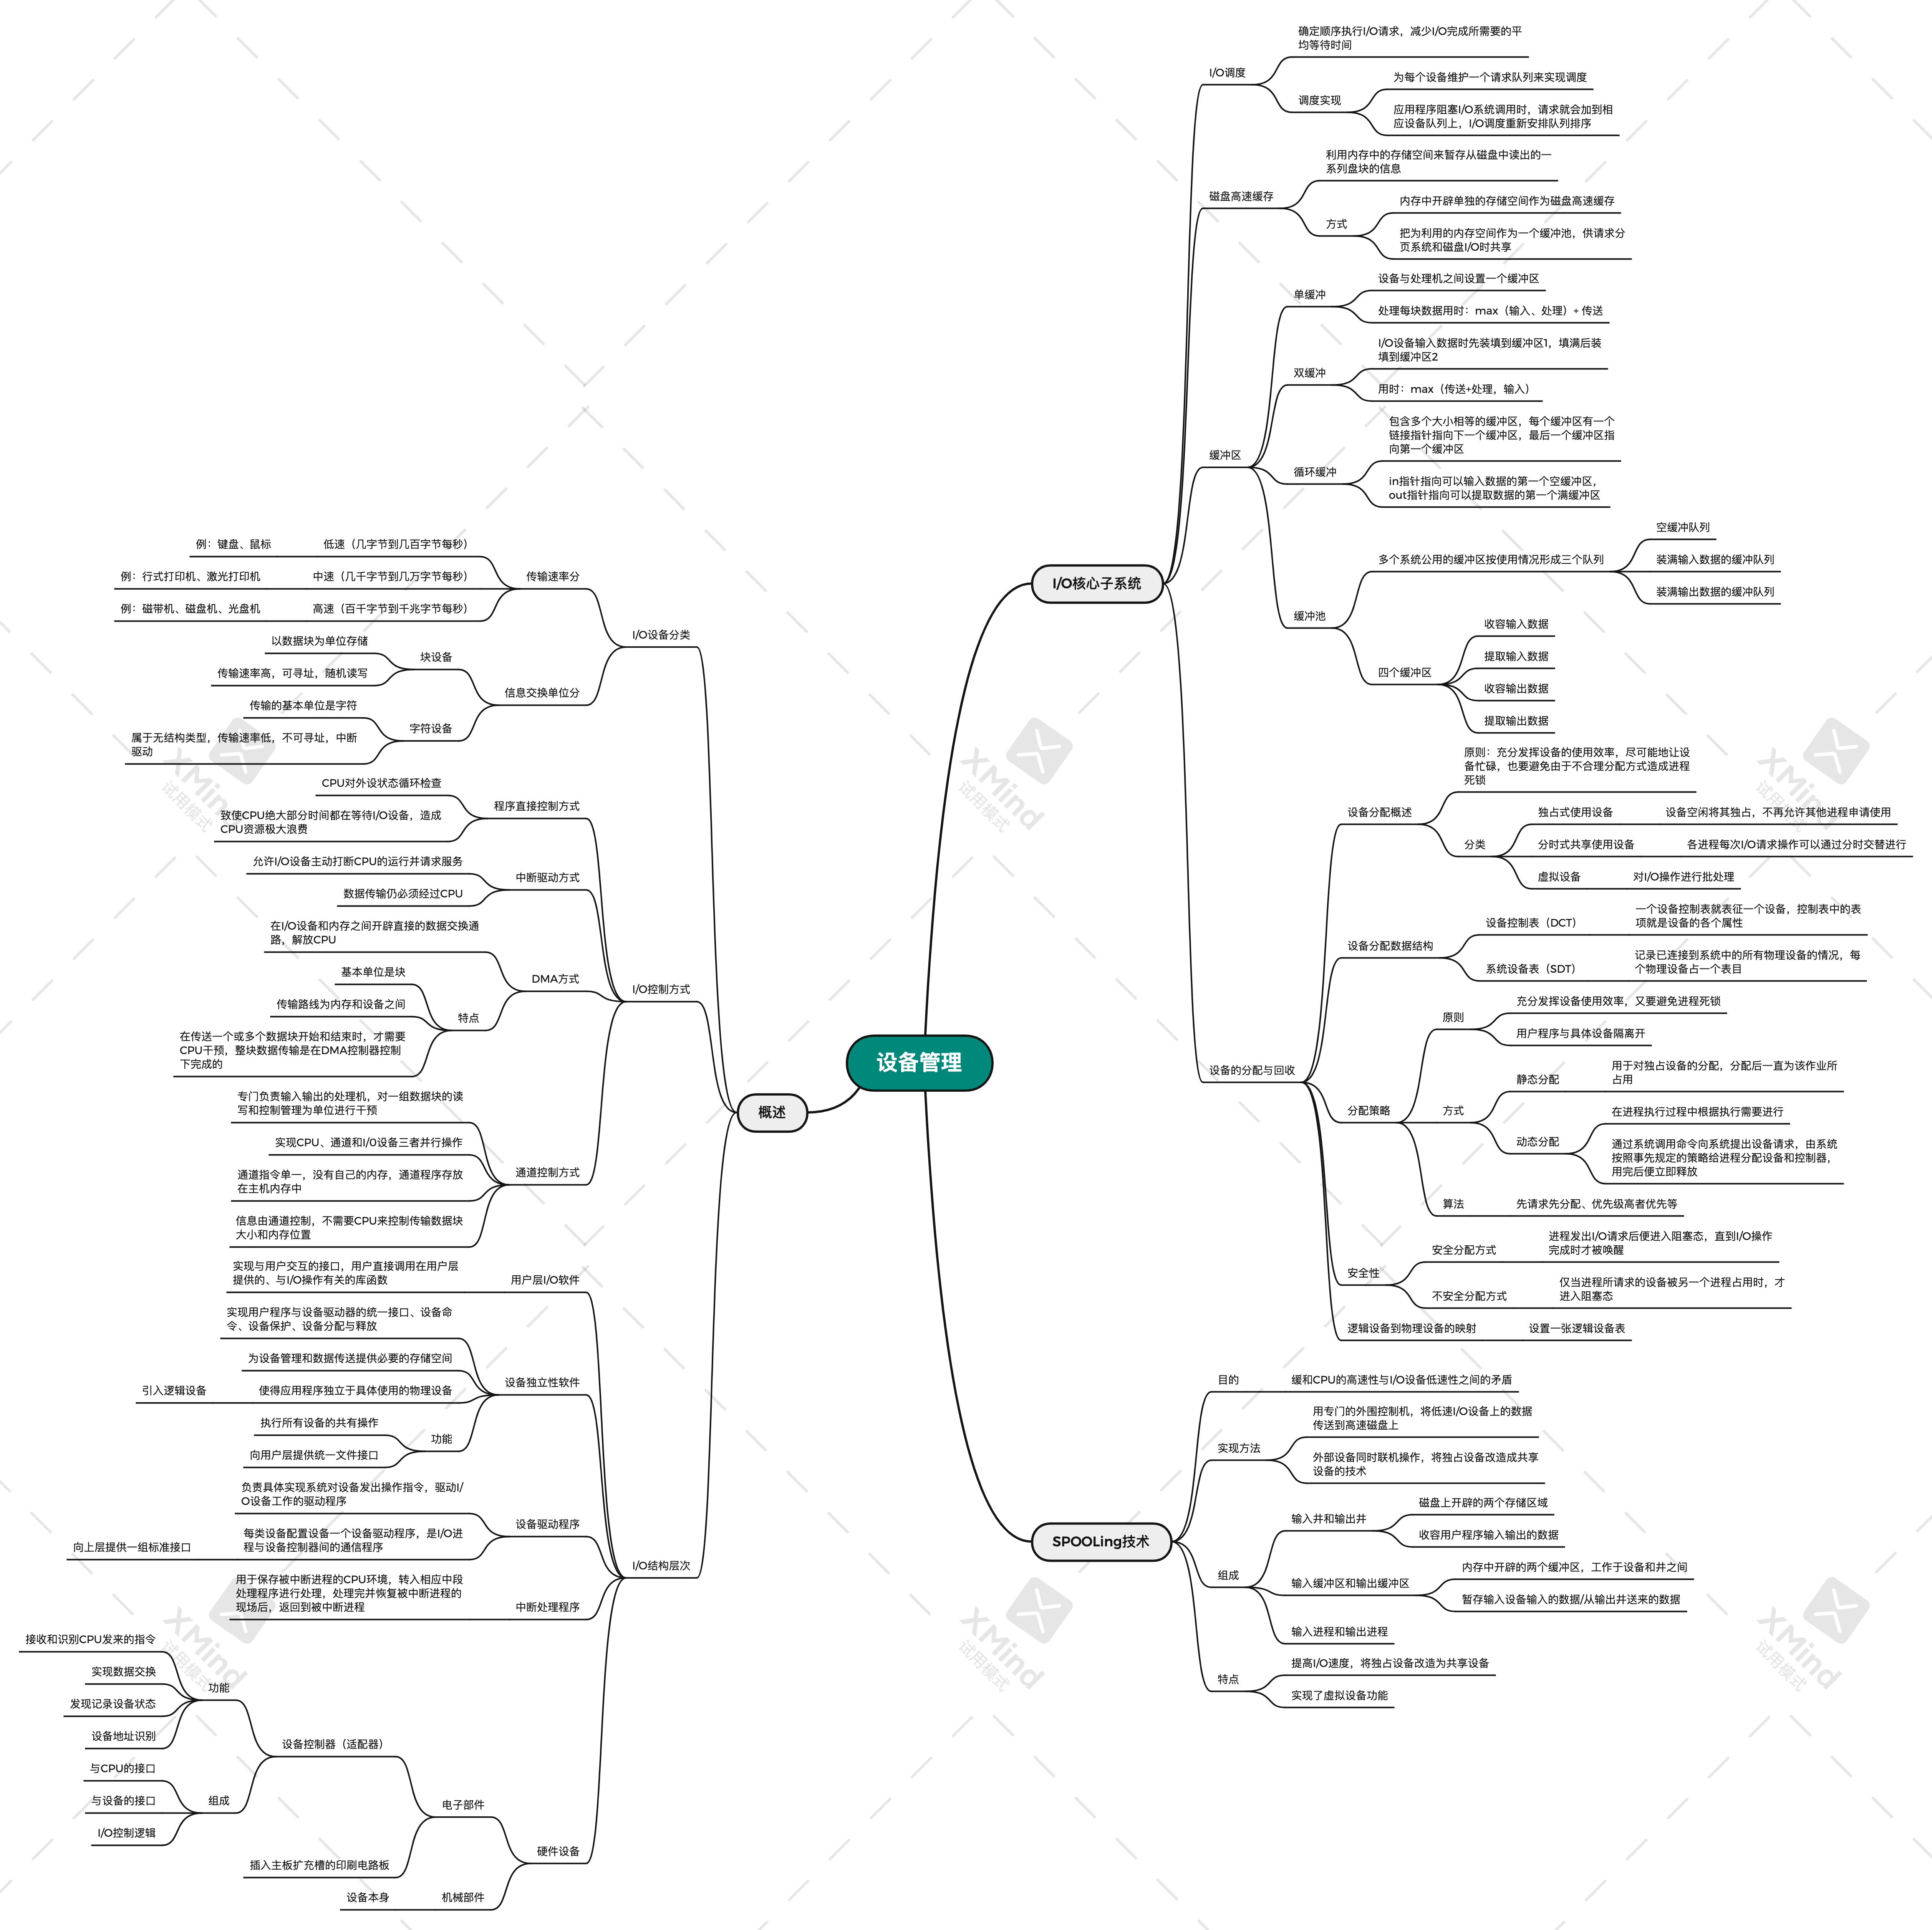 设备管理
I/O核心子系统
I/O调度
确定顺序执行I/O请求，减少I/O完成所需要的平
均等待时间
调度实现
为每个设备维护一个请求队列来实现调度
应用程序阻塞I/O系统调用时，请求就会加到相
应设备队列上，I/O调度重新安排队列排序
磁盘高速缓存
利用内存中的存储空间来暂存从磁盘中读出的一
系列盘块的信息
方式
内存中开辟单独的存储空间作为磁盘高速缓存
把为利用的内存空间作为一个缓冲池，供请求分
页系统和磁盘I/O时共享
缓冲区
单缓冲
设备与处理机之间设置一个缓冲区
处理每块数据用时：max（输入、处理）+ 传送
双缓冲
I/O设备输入数据时先装填到缓冲区1，填满后装
填到缓冲区2
用时：max（传送+处理，输入）
循环缓冲
包含多个大小相等的缓冲区，每个缓冲区有一个
链接指针指向下一个缓冲区，最后一个缓冲区指
向第一个缓冲区
in指针指向可以输入数据的第一个空缓冲区，
out指针指向可以提取数据的第一个满缓冲区
缓冲池
多个系统公用的缓冲区按使用情况形成三个队列
空缓冲队列
装满输入数据的缓冲队列
装满输出数据的缓冲队列
四个缓冲区
收容输入数据
提取输入数据
收容输出数据
提取输出数据
设备的分配与回收
设备分配概述
原则：充分发挥设备的使用效率，尽可能地让设
备忙碌，也要避免由于不合理分配方式造成进程
死锁
分类
独占式使用设备
设备空闲将其独占，不再允许其他进程申请使用
分时式共享使用设备
各进程每次I/O请求操作可以通过分时交替进行
虚拟设备
对I/O操作进行批处理
设备分配数据结构
设备控制表（DCT）
一个设备控制表就表征一个设备，控制表中的表
项就是设备的各个属性
系统设备表（SDT）
记录已连接到系统中的所有物理设备的情况，每
个物理设备占一个表目
分配策略
原则
充分发挥设备使用效率，又要避免进程死锁
用户程序与具体设备隔离开
方式
静态分配
用于对独占设备的分配，分配后一直为该作业所
占用
动态分配
在进程执行过程中根据执行需要进行
通过系统调用命令向系统提出设备请求，由系统
按照事先规定的策略给进程分配设备和控制器，
用完后便立即释放
算法
先请求先分配、优先级高者优先等
安全性
安全分配方式
进程发出I/O请求后便进入阻塞态，直到I/O操作
完成时才被唤醒
不安全分配方式
仅当进程所请求的设备被另一个进程占用时，才
进入阻塞态
逻辑设备到物理设备的映射
设置一张逻辑设备表
SPOOLing技术
目的
缓和CPU的高速性与I/O设备低速性之间的矛盾
实现方法
用专门的外围控制机，将低速I/O设备上的数据
传送到高速磁盘上
外部设备同时联机操作，将独占设备改造成共享
设备的技术
组成
输入井和输出井
磁盘上开辟的两个存储区域
收容用户程序输入输出的数据
输入缓冲区和输出缓冲区
内存中开辟的两个缓冲区，工作于设备和井之间
暂存输入设备输入的数据/从输出井送来的数据
输入进程和输出进程
特点
提高I/O速度，将独占设备改造为共享设备
实现了虚拟设备功能
概述
I/O设备分类
传输速率分
低速（几字节到几百字节每秒）
例：键盘、鼠标
中速（几千字节到几万字节每秒）
例：行式打印机、激光打印机
高速（百千字节到千兆字节每秒）
例：磁带机、磁盘机、光盘机
信息交换单位分
块设备
以数据块为单位存储
传输速率高，可寻址，随机读写
字符设备
传输的基本单位是字符
属于无结构类型，传输速率低，不可寻址，中断
驱动
I/O控制方式
程序直接控制方式
CPU对外设状态循环检查
致使CPU绝大部分时间都在等待I/O设备，造成
CPU资源极大浪费
中断驱动方式
允许I/O设备主动打断CPU的运行并请求服务
数据传输仍必须经过CPU
DMA方式
在I/O设备和内存之间开辟直接的数据交换通
路，解放CPU
特点
基本单位是块
传输路线为内存和设备之间
在传送一个或多个数据块开始和结束时，才需要
CPU干预，整块数据传输是在DMA控制器控制
下完成的
通道控制方式
专门负责输入输出的处理机，对一组数据块的读
写和控制管理为单位进行干预
实现CPU、通道和I/0设备三者并行操作
通道指令单一，没有自己的内存，通道程序存放
在主机内存中
信息由通道控制，不需要CPU来控制传输数据块
大小和内存位置
I/O结构层次
用户层I/O软件
实现与用户交互的接口，用户直接调用在用户层
提供的、与I/O操作有关的库函数
设备独立性软件
实现用户程序与设备驱动器的统一接口、设备命
令、设备保护、设备分配与释放
为设备管理和数据传送提供必要的存储空间
使得应用程序独立于具体使用的物理设备
引入逻辑设备
功能
执行所有设备的共有操作
向用户层提供统一文件接口
设备驱动程序
负责具体实现系统对设备发出操作指令，驱动I/
O设备工作的驱动程序
每类设备配置设备一个设备驱动程序，是I/O进
程与设备控制器间的通信程序
向上层提供一组标准接口
中断处理程序
用于保存被中断进程的CPU环境，转入相应中段
处理程序进行处理，处理完并恢复被中断进程的
现场后，返回到被中断进程
硬件设备
电子部件
设备控制器（适配器）
功能
接收和识别CPU发来的指令
实现数据交换
发现记录设备状态
设备地址识别
组成
与CPU的接口
与设备的接口
I/O控制逻辑
插入主板扩充槽的印刷电路板
机械部件
设备本身
XMind
试用模式
XMind
试用模式
XMind
试用模式
XMind
试用模式
XMind
试用模式
XMind
试用模式